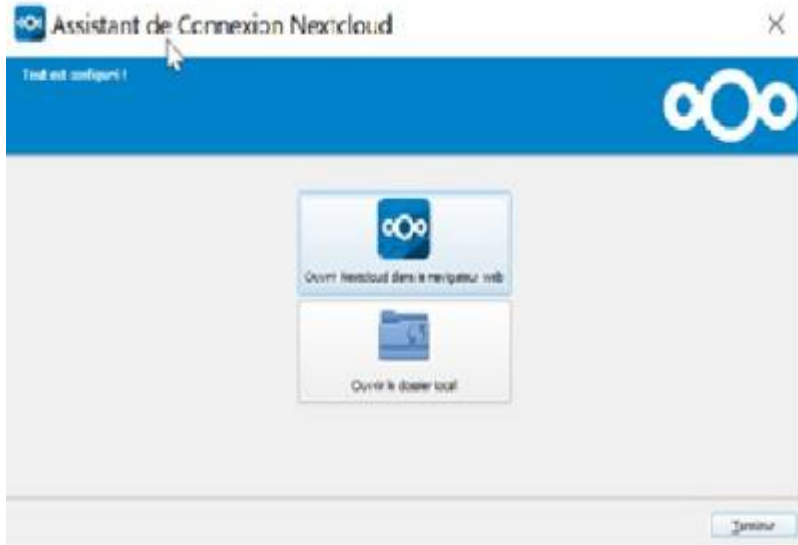 Assistant de Connexion Nextcloud
Tout est configuré !
Ouvrir Nextcloud dans le navigateur web
Ouvrir le dossier local
Terminer